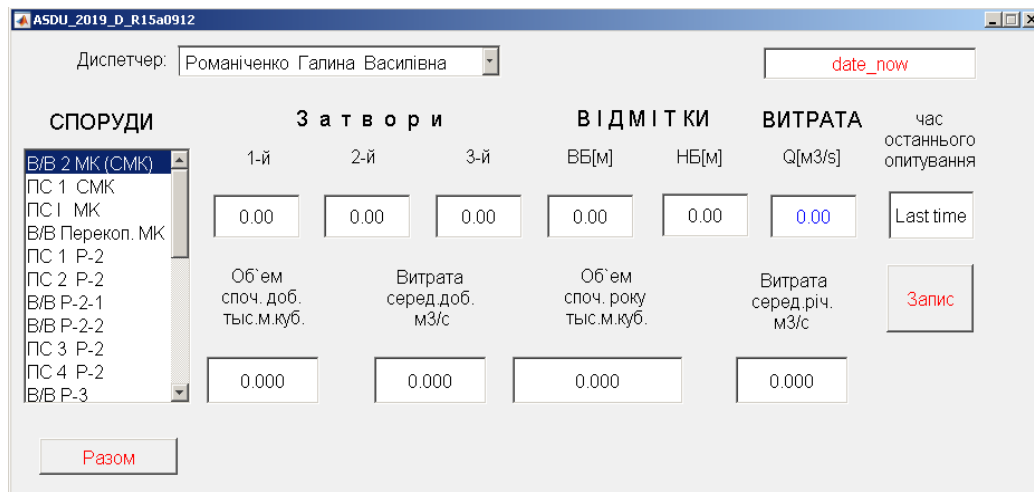 ASDU_2019_D_R15a0912
Диспетчер: Романіченко Галина Василівна
date_now
СПОРУДИ
З а т в о р и
В І Д М І Т КИ
ВИТРАТА
час
останнього
опитування
1-й
2-й
3-й
ВБ[м]
НБ[м]
Q[м3/s]
В/В 2 МК (СМК)
ПС 1 СМК
ПС І МК
В/В Перекоп. МК
ПС 1 Р-2
ПС 2 Р-2
В/В Р-2-1
В/В Р-2-2
ПС 3 Р-2
ПС 4 Р-2
В/В Р-3
0.00
0.00
0.00
0.00
0.00
0.00
Last time
Об`ем
споч. доб.
тыс.м.куб.
Витрата
серед.доб.
м3/с
Об`ем
споч. року
тыс.м.куб.
Витрата
серед.річ.
м3/с
Запис
0.000
0.000
0.000
0.000
Разом